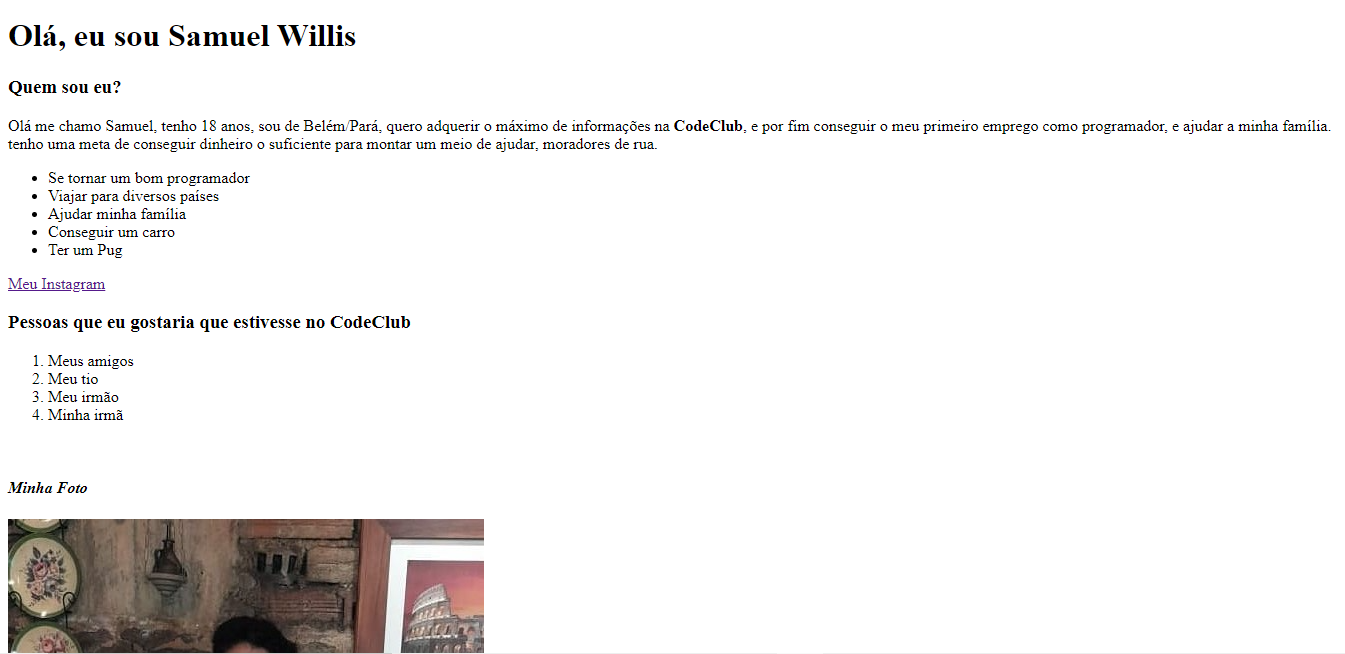 Olá, eu sou Samuel Willis
Quem sou eu?
Olá me chamo Samuel, tenho 18 anos, sou de Belém/Pará, quero adquerir o máximo de informações na CodeClub, e por fim conseguir o meu primeiro emprego como programador, e ajudar a minha família.
tenho uma meta de conseguir dinheiro o suficiente para montar um meio de ajudar, moradores de rua.
• Se tornar um bom programador
• Viajar para diversos países
• Ajudar minha família
• Conseguir um carro
• Ter um Pug
Meu Instagram
Pessoas que eu gostaria que estivesse no CodeClub
1. Meus amigos
2. Meu tio
3. Meu irmão
4. Minha irmã
Minha Foto